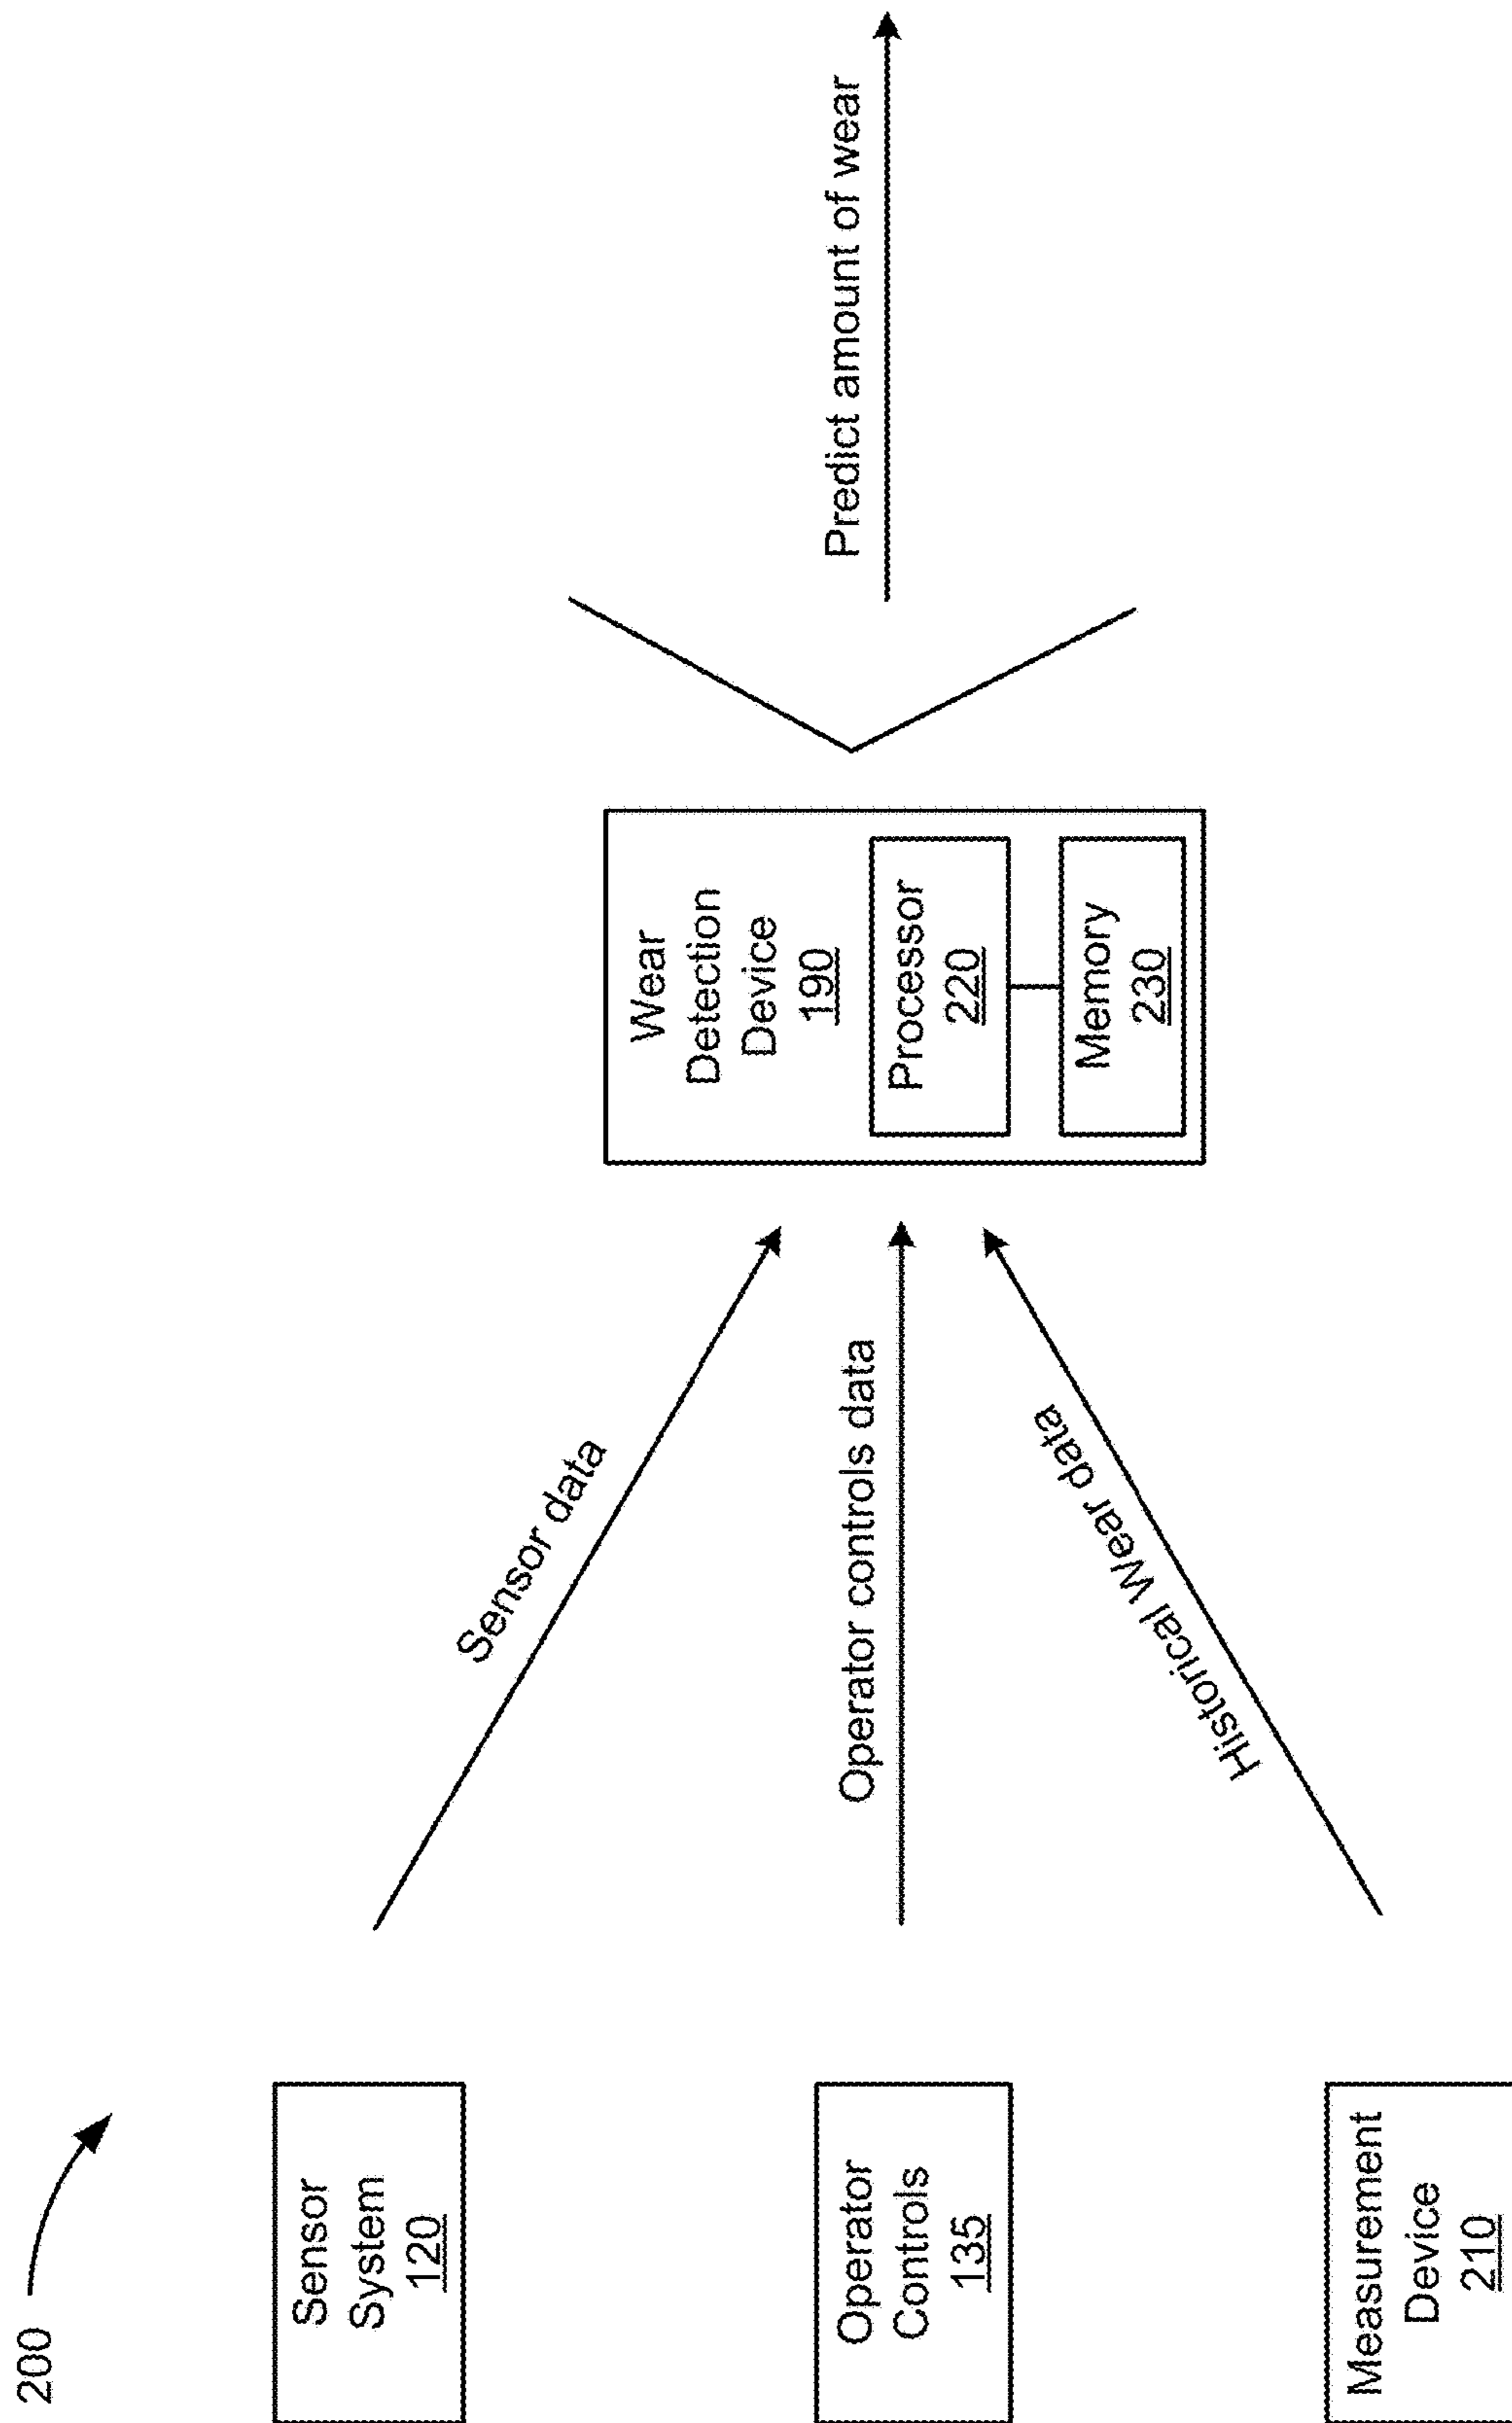 200
Sensor
System
120
Operator
Controls
135
Measurement
Device
210
Sensor data
Operator controls data
Historical Wear data
Wear
Detection
Device
190
Processor
220
Memory
230
Predict amount of wear